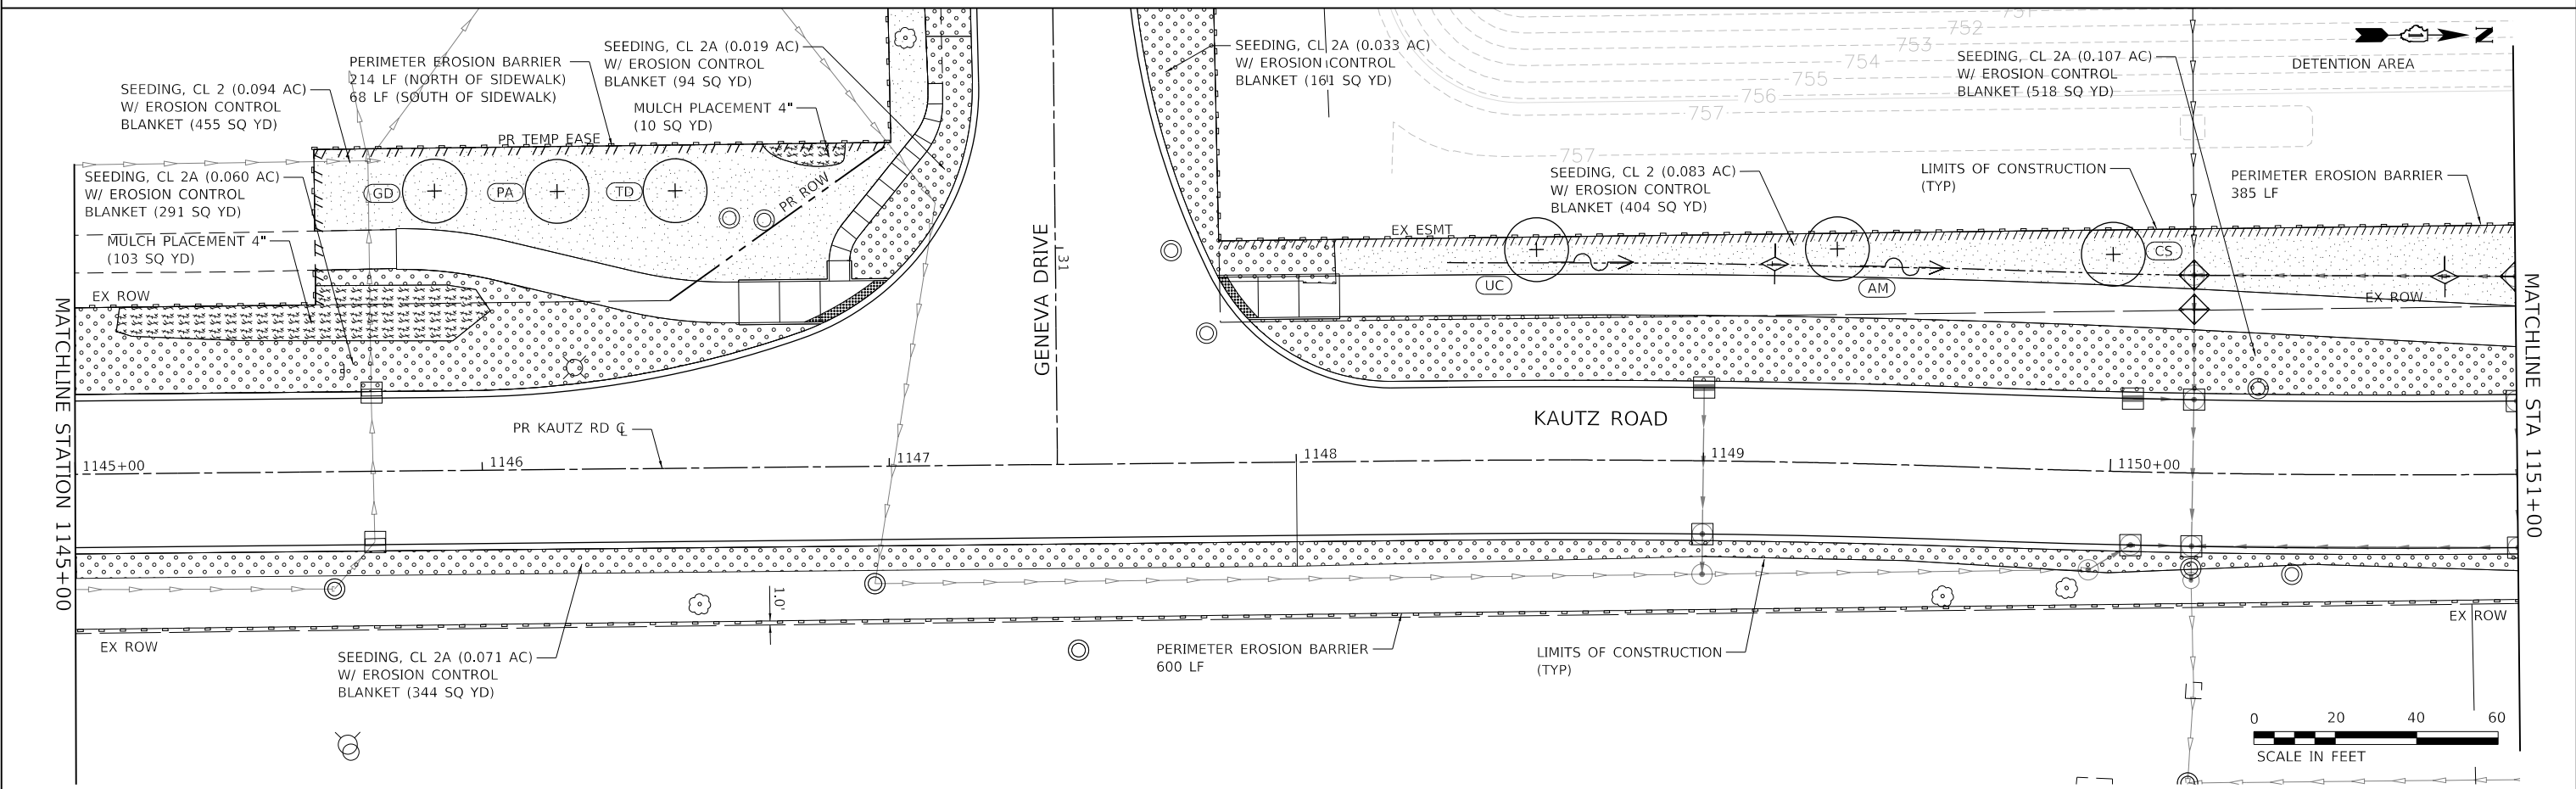 SEEDING, CL 2 (0.094 AC)
W/ EROSION CONTROL
BLANKET (455 SQ YD)
PERIMETER EROSION BARRIER
214 LF (NORTH OF SIDEWALK)
68 LF (SOUTH OF SIDEWALK)
SEEDING, CL 2A (0.019 AC)
W/ EROSION CONTROL
BLANKET (94 SQ YD)
MULCH PLACEMENT 4"
(10 SQ YD)
PR TEMP EASE
SEEDING, CL 2A (0.060 AC)
W/ EROSION CONTROL
BLANKET (291 SQ YD)
MULCH PLACEMENT 4"
(103 SQ YD)
GD
PA
TD
PR ROW
EX ROW
MATCHLINE STATION 1145+00
GENEVA DRIVE
31
SEEDING, CL 2A (0.033 AC)
W/ EROSION CONTROL
BLANKET (161 SQ YD)
751
752
753
754
755
756
757
757
SEEDING, CL 2A (0.107 AC)
W/ EROSION CONTROL
BLANKET (518 SQ YD)
N
DETENTION AREA
SEEDING, CL 2 (0.083 AC)
W/ EROSION CONTROL
BLANKET (404 SQ YD)
LIMITS OF CONSTRUCTION
(TYP)
PERIMETER EROSION BARRIER
385 LF
EX ESMT
UC
AM
CS
EX ROW
MATCHLINE STA 1151+00
KAUTZ ROAD
PR KAUTZ RD ℄
1145+00
1146
1147
1148
1149
1150+00
1.0'
EX ROW
EX ROW
SEEDING, CL 2A (0.071 AC)
W/ EROSION CONTROL
BLANKET (344 SQ YD)
PERIMETER EROSION BARRIER
600 LF
LIMITS OF CONSTRUCTION
(TYP)
0 20 40 60
SCALE IN FEET